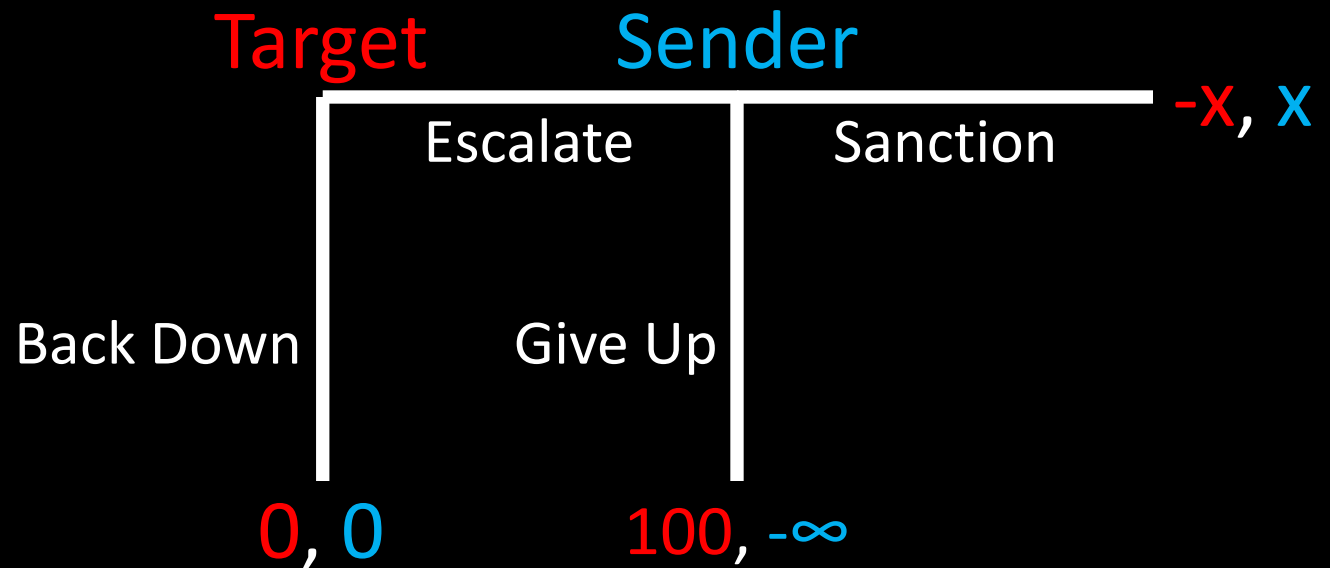 Target Sender
-x, x
Escalate Sanction
Back Down Give Up
0, 0 100, -∞